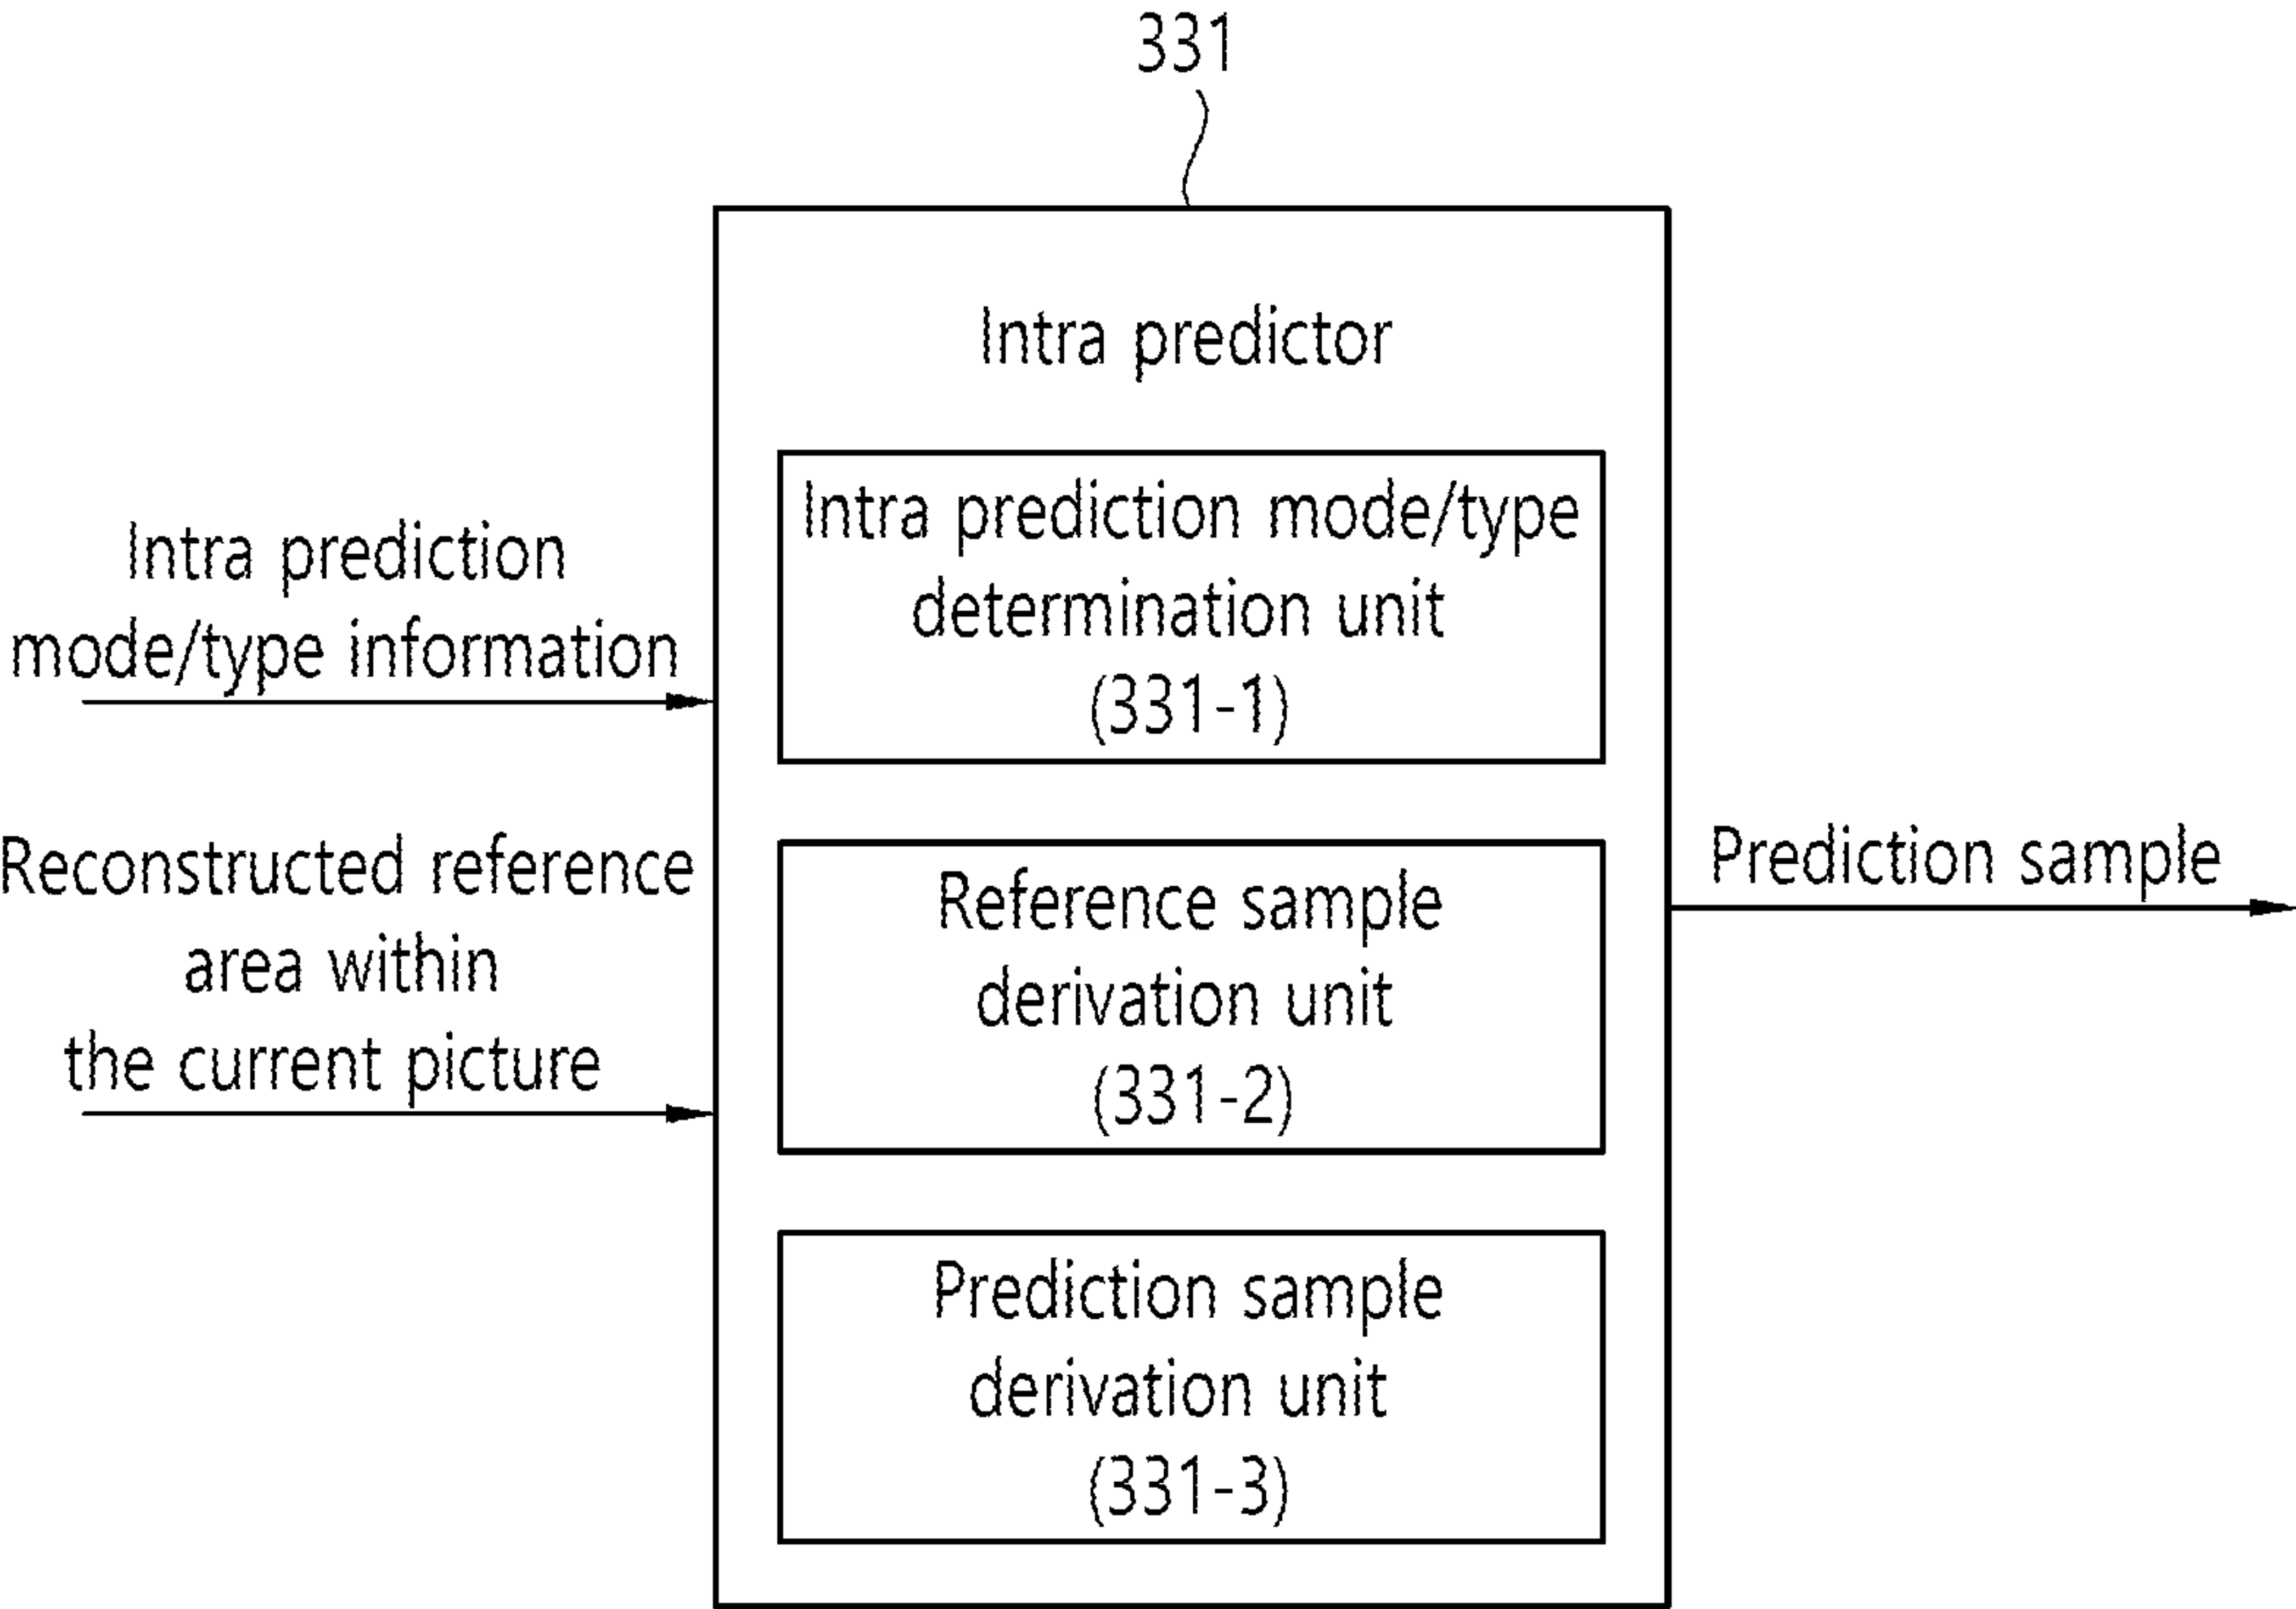 331
Intra predictor
Intra prediction
mode/type information
Reconstructed reference
area within
the current picture
Intra prediction mode/type
determination unit
(331-1)
Reference sample
derivation unit
(331-2)
Prediction sample
derivation unit
(331-3)
Prediction sample